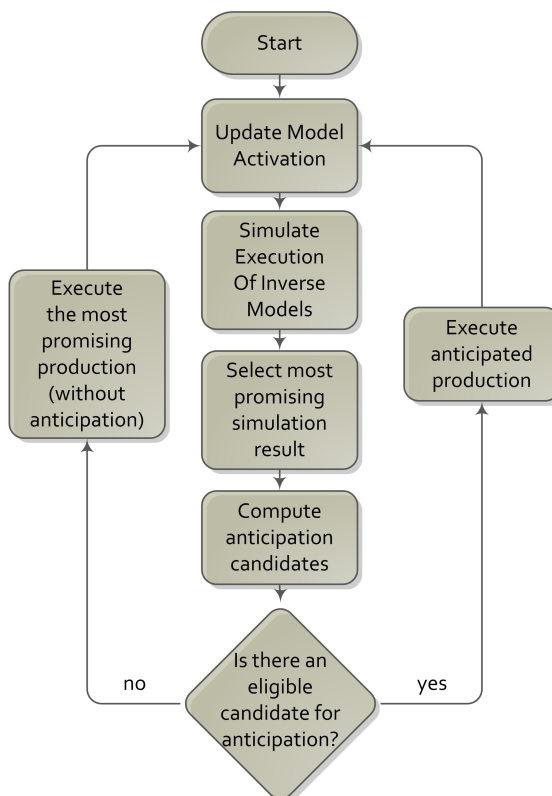 Start
Update Model
Activation
Simulate
Execution
Of Inverse
Models
Execute
the most
promising
production
(without
anticipation)
Execute
anticipated
production
Select most
promising
simulation
result
Compute
anticipation
candidates
Is there an
eligible
candidate for
anticipation?
no
yes